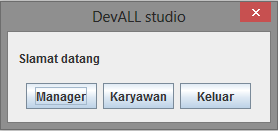 DevALL studio
Slamat datang
Manager Karyawan Keluar